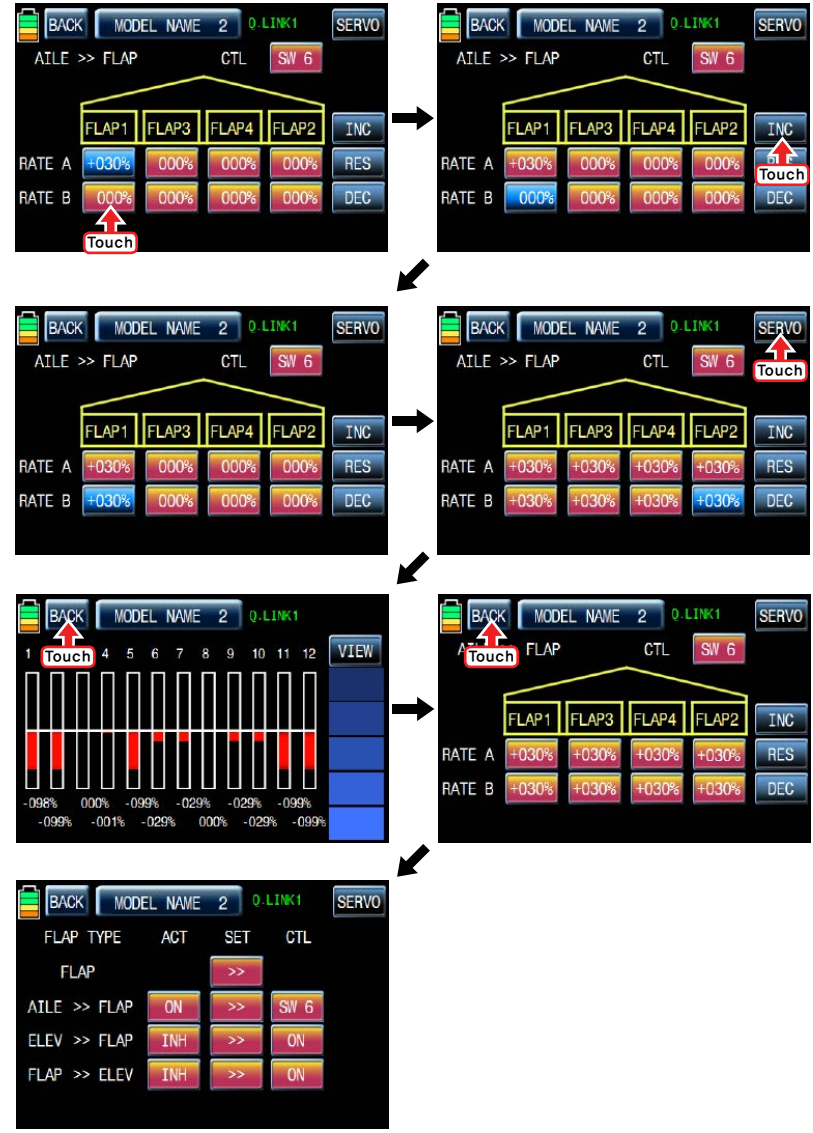 BACK MODEL NAME 2 Q.LINK1 SERVO
AILE >> FLAP CTL SW 6
FLAP1 FLAP3 FLAP4 FLAP2 INC
RATE A +030% 000% 000% 000% RES
RATE B 000% 000% 000% 000% DEC
Touch
BACK MODEL NAME 2 Q.LINK1 SERVO
AILE >> FLAP CTL SW 6
FLAP1 FLAP3 FLAP4 FLAP2 INC
RATE A +030% 000% 000% 000%
Touch
RATE B 000% 000% 000% 000% DEC
BACK MODEL NAME 2 Q.LINK1 SERVO
AILE >> FLAP CTL SW 6
FLAP1 FLAP3 FLAP4 FLAP2 INC
RATE A +030% 000% 000% 000% RES
RATE B +030% 000% 000% 000% DEC
BACK MODEL NAME 2 Q.LINK1 SERVO
AILE >> FLAP CTL SW 6
Touch
FLAP1 FLAP3 FLAP4 FLAP2 INC
RATE A +030% +030% +030% +030% RES
RATE B +030% +030% +030% +030% DEC
BACK MODEL NAME 2 Q.LINK1
1 Touch 4 5 6 7 8 9 10 11 12 VIEW
-098% 000% -099% -029% -029% -099%
-099% -001% -029% 000% -029% -099%
BACK MODEL NAME 2 Q.LINK1 SERVO
Touch FLAP CTL SW 6
FLAP1 FLAP3 FLAP4 FLAP2 INC
RATE A +030% +030% +030% +030% RES
RATE B +030% +030% +030% +030% DEC
BACK MODEL NAME 2 Q.LINK1 SERVO
FLAP TYPE ACT SET CTL
FLAP >>
AILE >> FLAP ON >> SW 6
ELEV >> FLAP INH >> ON
FLAP >> ELEV INH >> ON